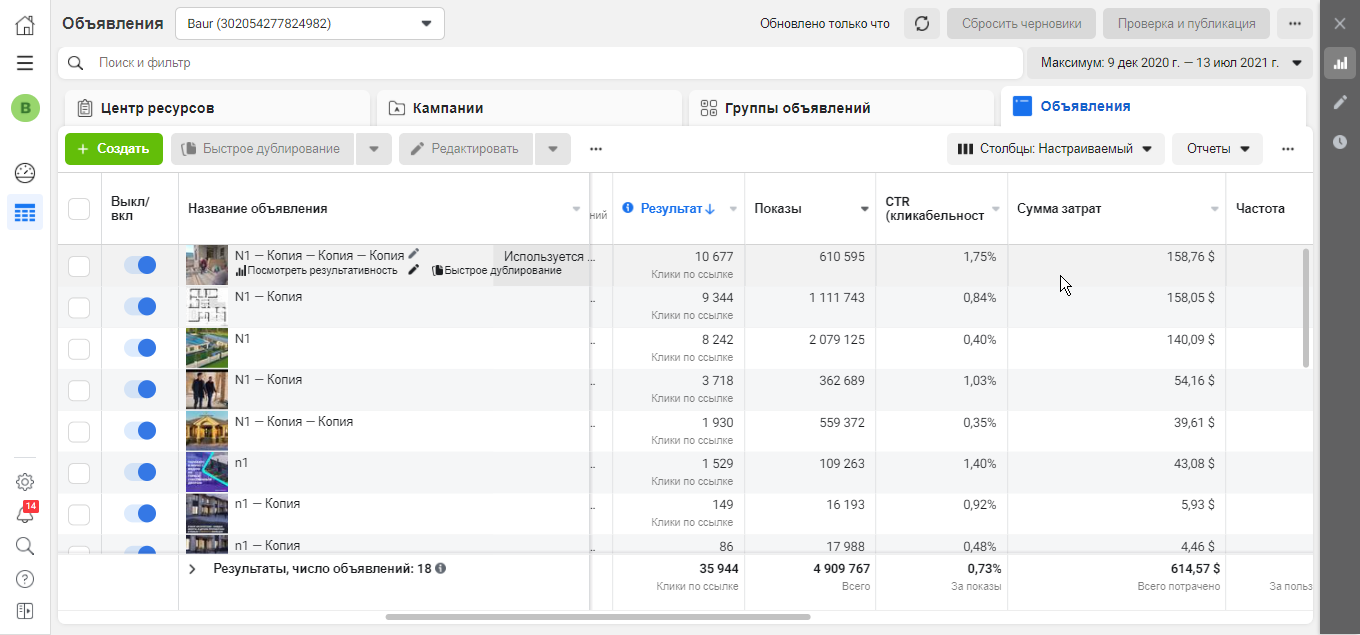 Объявления
Baur (302054277824982)
Обновлено только что
Сбросить черновики
Проверка и публикация
Поиск и фильтр
Максимум: 9 дек 2020 г. — 13 июл 2021 г.
B
Центр ресурсов
Кампании
Группы объявлений
Объявления
+ Создать
Быстрое дублирование
Редактировать
Столбцы: Настраиваемый
Отчеты
Выкл/
вкл
Название объявления
ний
Результат
Показы
CTR
(кликабельност
Сумма затрат
Частота
N1 — Копия — Копия — Копия
Используется ...
Посмотреть результативность
Быстрое дублирование
10 677
Клики по ссылке
610 595
1,75%
158,76 $
N1 — Копия
9 344
Клики по ссылке
1 111 743
0,84%
158,05 $
N1
8 242
Клики по ссылке
2 079 125
0,40%
140,09 $
N1 — Копия
3 718
Клики по ссылке
362 689
1,03%
54,16 $
N1 — Копия — Копия
1 930
Клики по ссылке
559 372
0,35%
39,61 $
n1
1 529
Клики по ссылке
109 263
1,40%
43,08 $
n1 — Копия
149
Клики по ссылке
16 193
0,92%
5,93 $
n1 — Копия
86
17 988
0,48%
4,46 $
14
Результаты, число объявлений: 18
35 944
Клики по ссылке
4 909 767
Всего
0,73%
За показы
614,57 $
Всего потрачено
За польз